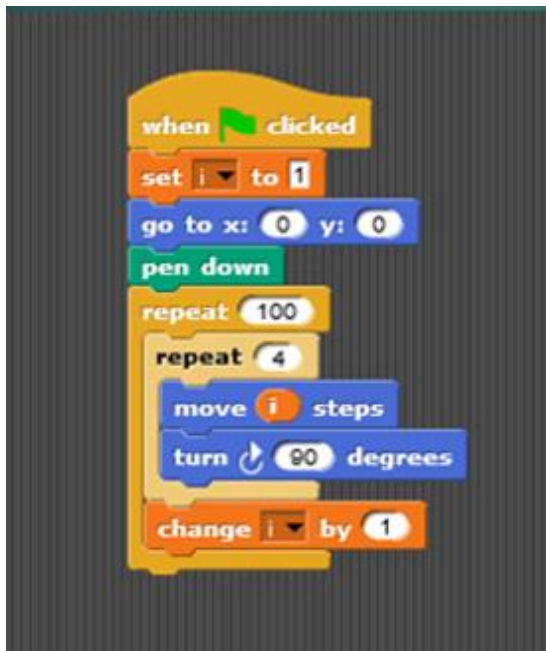 when clicked
set i to 1
go to x: 0 y: 0
pen down
repeat 100
repeat 4
move i steps
turn 90 degrees
change i by 1